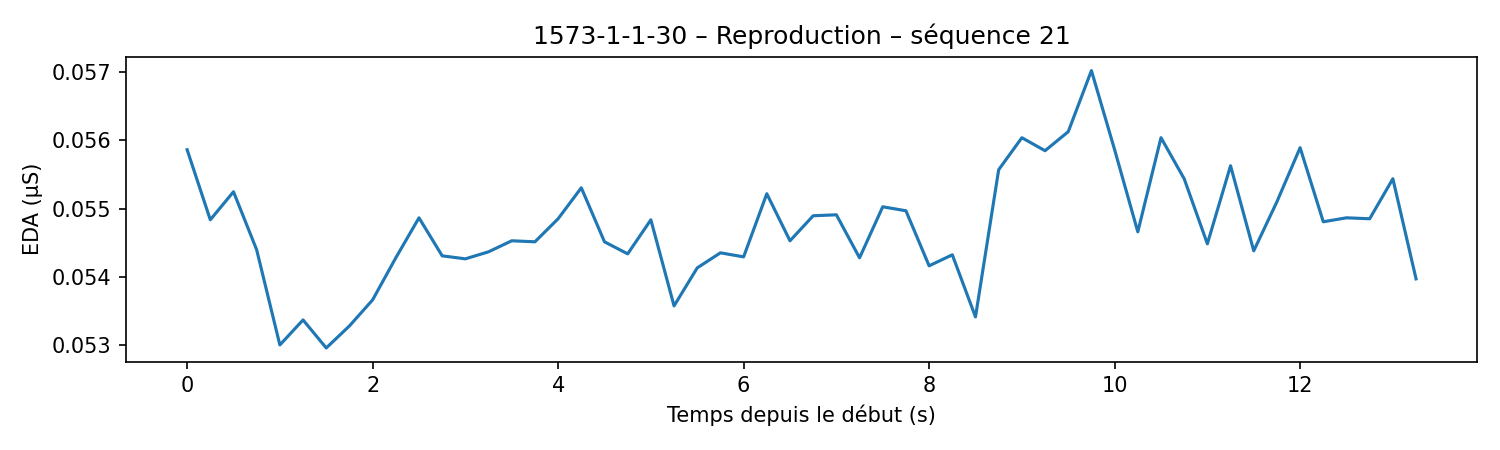 1573-1-1-30 – Reproduction – séquence 21
EDA (µS)
0.057
0.056
0.055
0.054
0.053
0 2 4 6 8 10 12
Temps depuis le début (s)